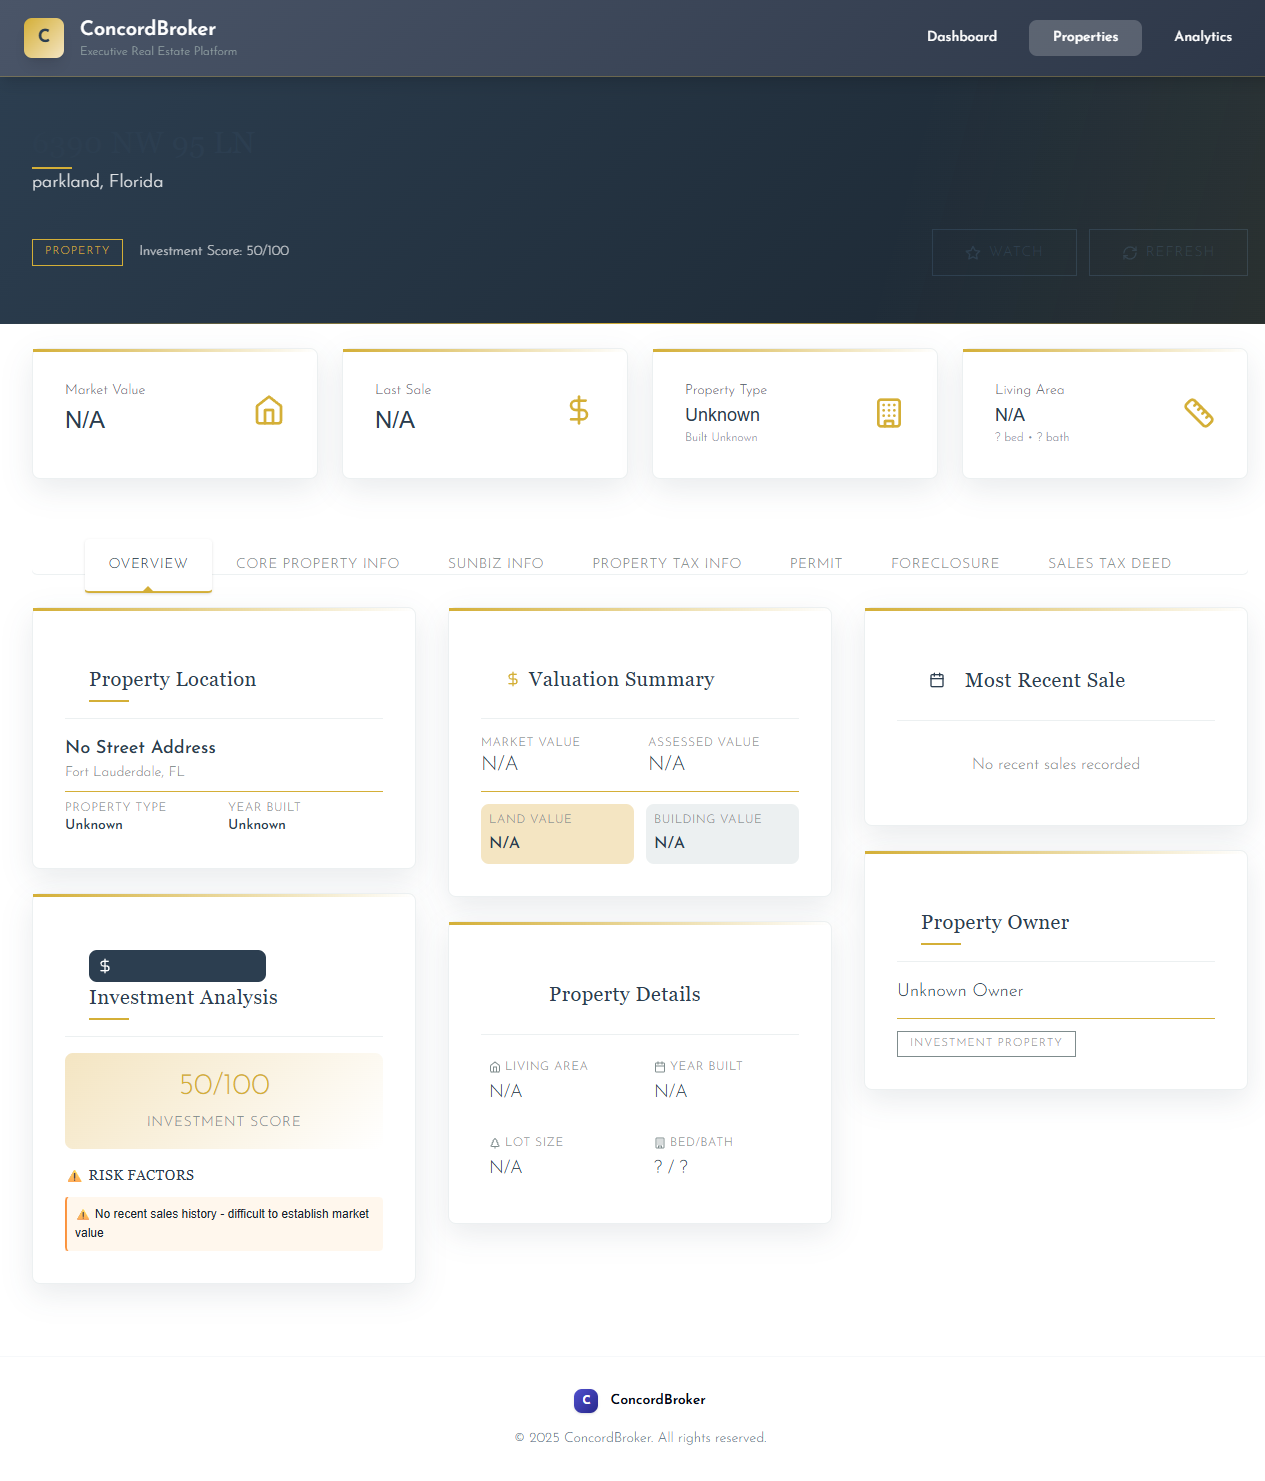 C
ConcordBroker
Executive Real Estate Platform
Dashboard
Properties
Analytics
NW 95 LN
parkland, Florida
PROPERTY
Investment Score: 50/100
WATCH
REFRESH
Market Value
N/A
Last Sale
N/A
Property Type
Unknown
Built Unknown
Living Area
N/A
? bed • ? bath
OVERVIEW
CORE PROPERTY INFO
SUNBIZ INFO
PROPERTY TAX INFO
PERMIT
FORECLOSURE
SALES TAX DEED
Property Location
No Street Address
Fort Lauderdale, FL
PROPERTY TYPE
Unknown
YEAR BUILT
Unknown
Investment Analysis
50/100
INVESTMENT SCORE
RISK FACTORS
No recent sales history - difficult to establish market
value
Valuation Summary
MARKET VALUE
N/A
ASSESSED VALUE
N/A
LAND VALUE
N/A
BUILDING VALUE
N/A
Property Details
LIVING AREA
N/A
YEAR BUILT
N/A
LOT SIZE
N/A
BED/BATH
? / ?
Most Recent Sale
No recent sales recorded
Property Owner
Unknown Owner
INVESTMENT PROPERTY
C
ConcordBroker
© 2025 ConcordBroker. All rights reserved.